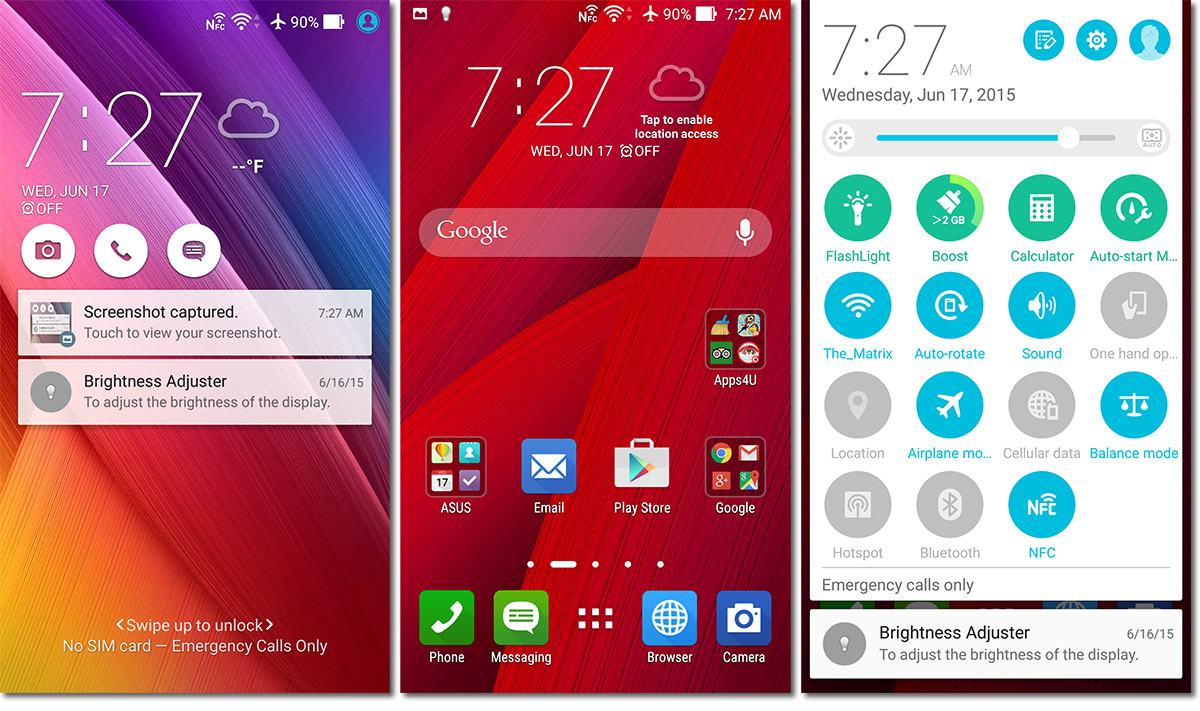 NFC 90%
7:27
--°F
WED, JUN 17
OFF
Screenshot captured. 7:27 AM
Touch to view your screenshot.
Brightness Adjuster 6/16/15
To adjust the brightness of the display.
Swipe up to unlock
No SIM card — Emergency Calls Only
NFC 90% 7:27 AM
7:27
Tap to enable
location access
WED, JUN 17 OFF
Google
Apps4U
17
ASUS Email Play Store Google
Phone Messaging Browser Camera
7:27 AM
Wednesday, Jun 17, 2015
AUTO
>2 GB
FlashLight Boost Calculator Auto-start M...
The_Matrix Auto-rotate Sound One hand op...
Location Airplane mo... Cellular data Balance mode
NFC
Hotspot Bluetooth NFC
Emergency calls only
Brightness Adjuster 6/16/15
To adjust the brightness of the display.